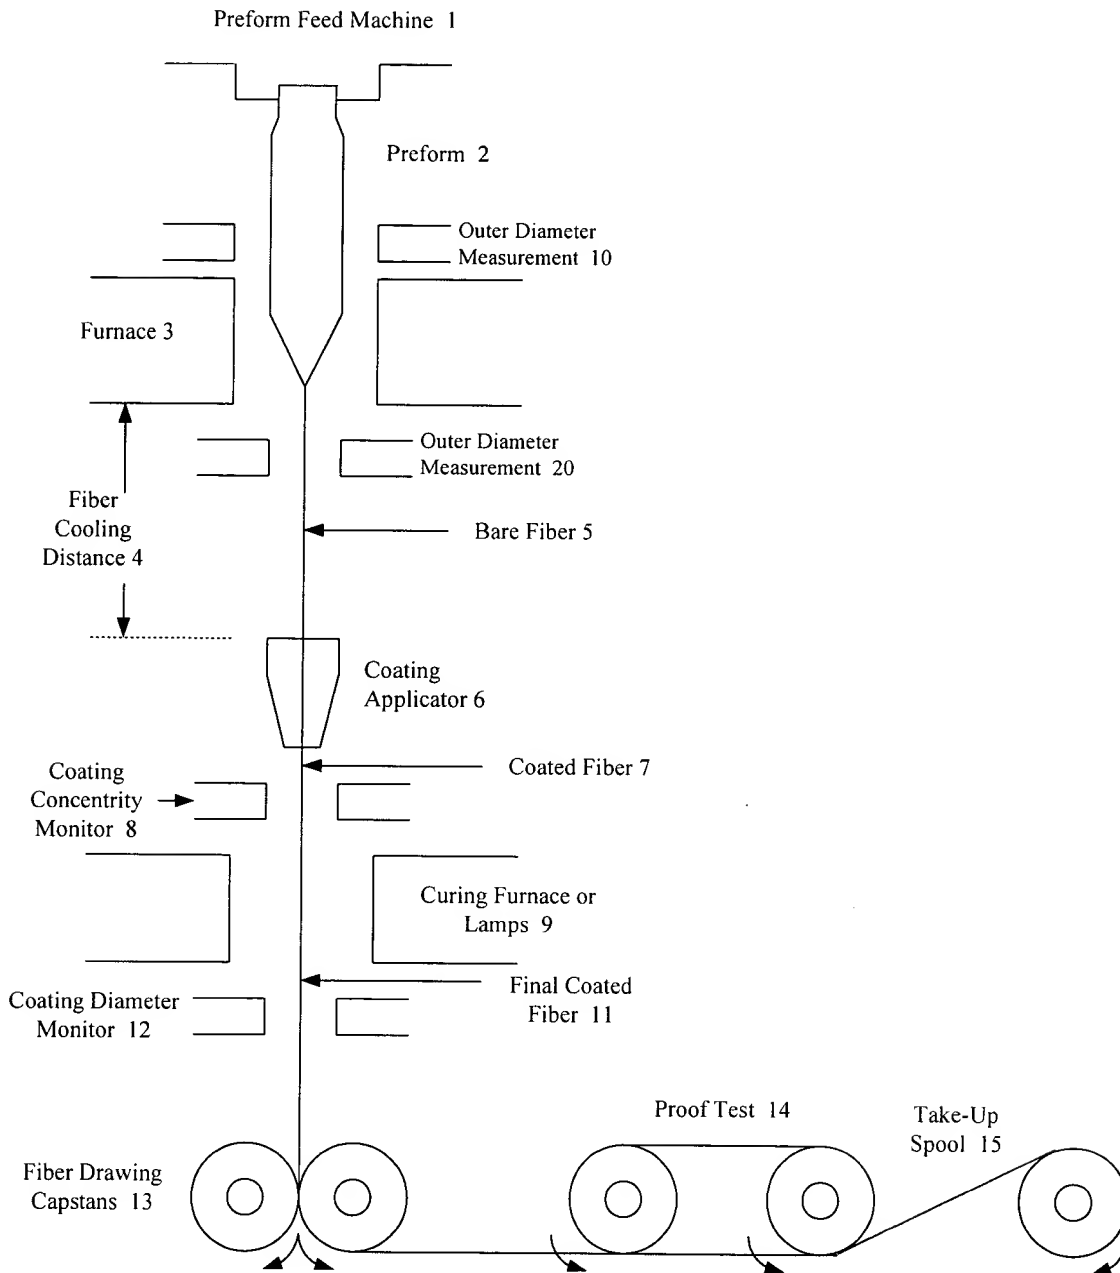 Preform Feed Machine 1
Preform 2
Outer Diameter
Measurement 10
Furnace 3
Outer Diameter
Measurement 20
Fiber
Cooling
Distance 4
Bare Fiber 5
Coating
Applicator 6
Coated Fiber 7
Coating
Concentrity
Monitor 8
Curing Furnace or
Lamps 9
Final Coated
Fiber 11
Coating Diameter
Monitor 12
Proof Test 14
Take-Up
Spool 15
Fiber Drawing
Capstans 13